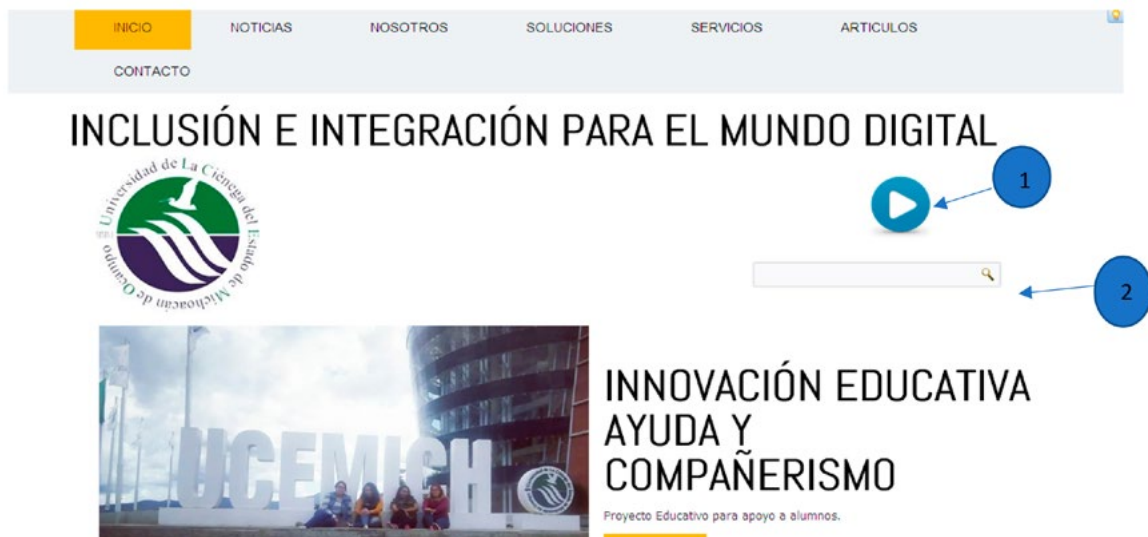 INICIO NOTICIAS NOSOTROS SOLUCIONES SERVICIOS ARTICULOS
CONTACTO
INCLUSIÓN E INTEGRACIÓN PARA EL MUNDO DIGITAL
Universidad de La Ciénega del Estado de Michoacán de Ocampo
1
2
UCEMICH
INNOVACIÓN EDUCATIVA
AYUDA Y
COMPAÑERISMO
Proyecto Educativo para apoyo a alumnos.